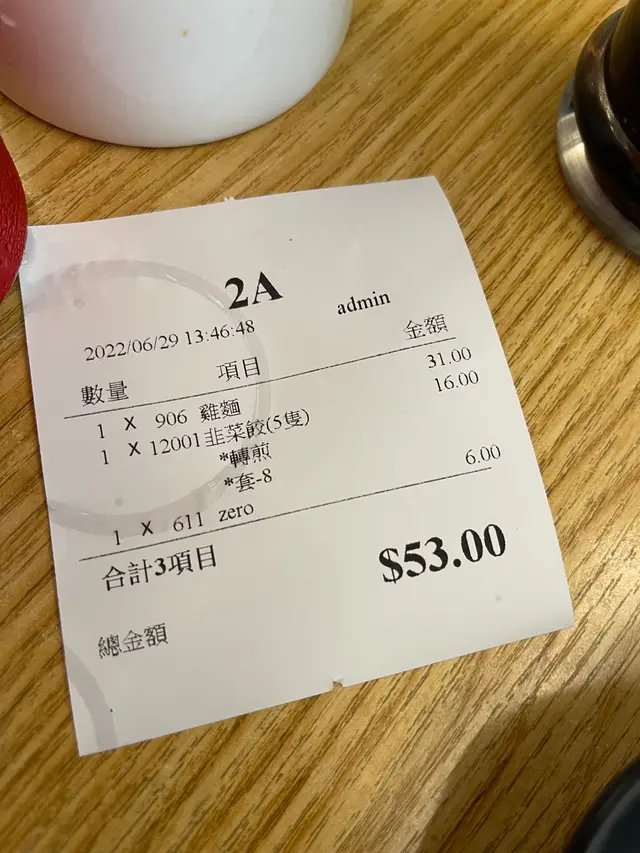 2A
admin
2022/06/29 13:46:48
數量 項目 金額
1 X 906 雞麵 31.00
1 X 12001 韭菜餃(5隻) 16.00
*轉煎
*套-8
1 X 611 zero 6.00
合計3項目 $53.00
總金額